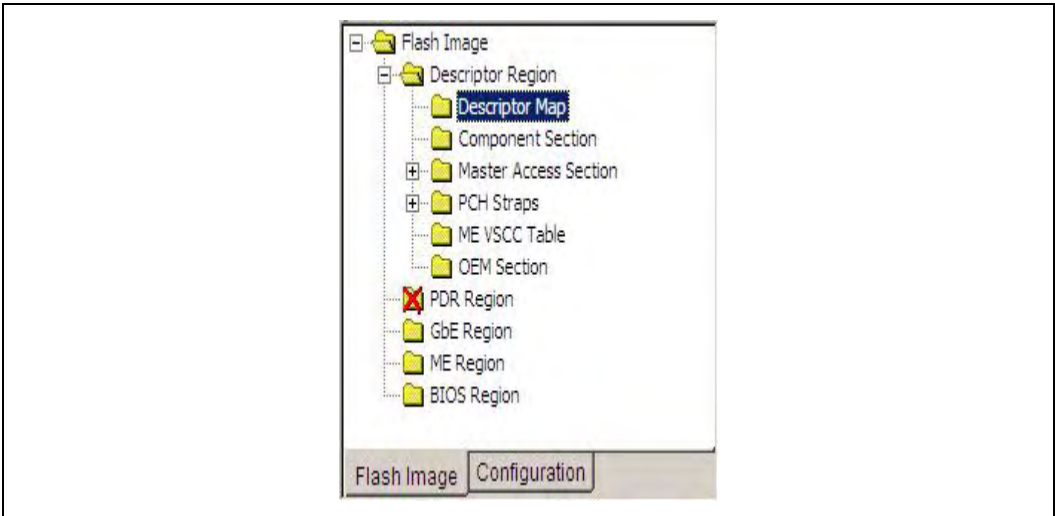 Flash Image
Descriptor Region
Descriptor Map
Component Section
Master Access Section
PCH Straps
ME VSCC Table
OEM Section
PDR Region
GbE Region
ME Region
BIOS Region
Flash Image Configuration